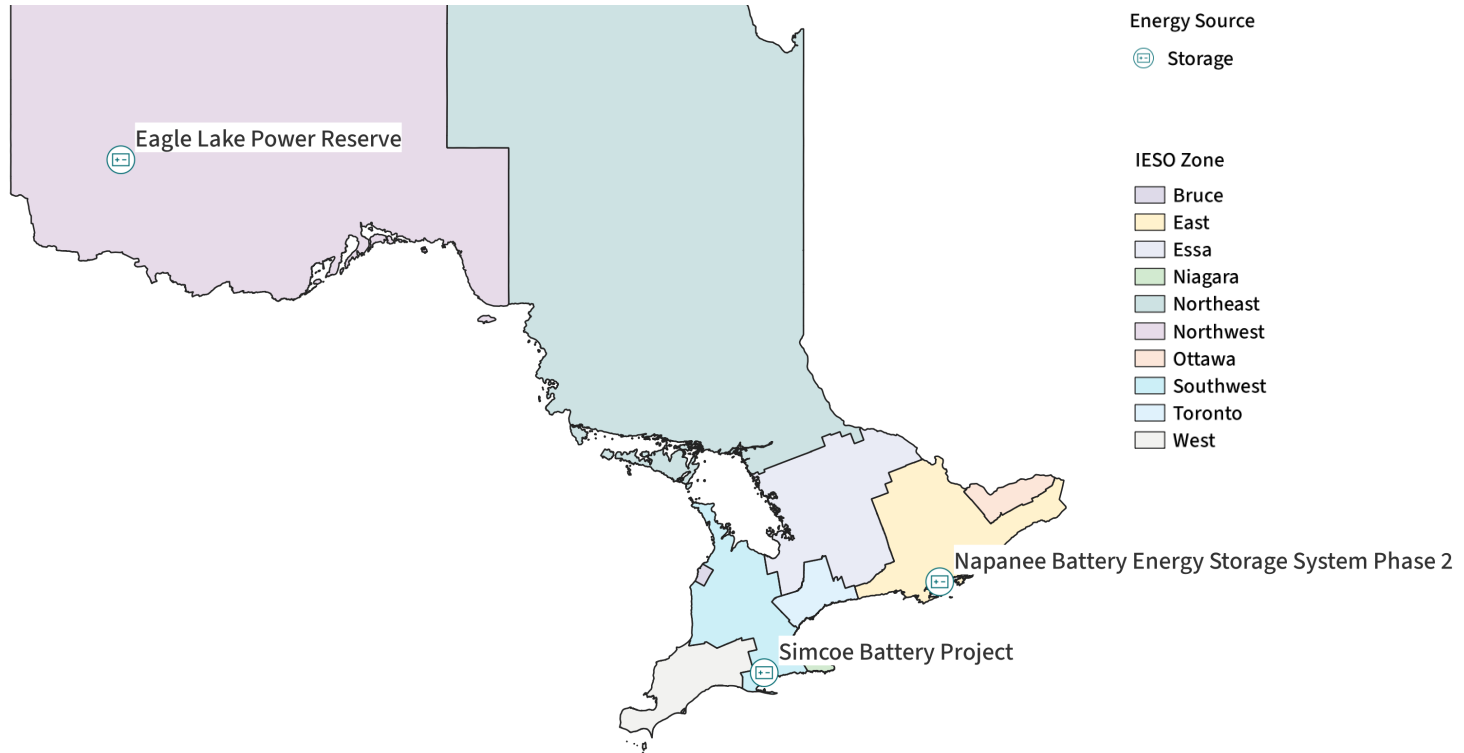 Energy Source
Storage
Eagle Lake Power Reserve
IESO Zone
Bruce
East
Essa
Niagara
Northeast
Northwest
Ottawa
Southwest
Toronto
West
Napanee Battery Energy Storage System Phase 2
Simcoe Battery Project